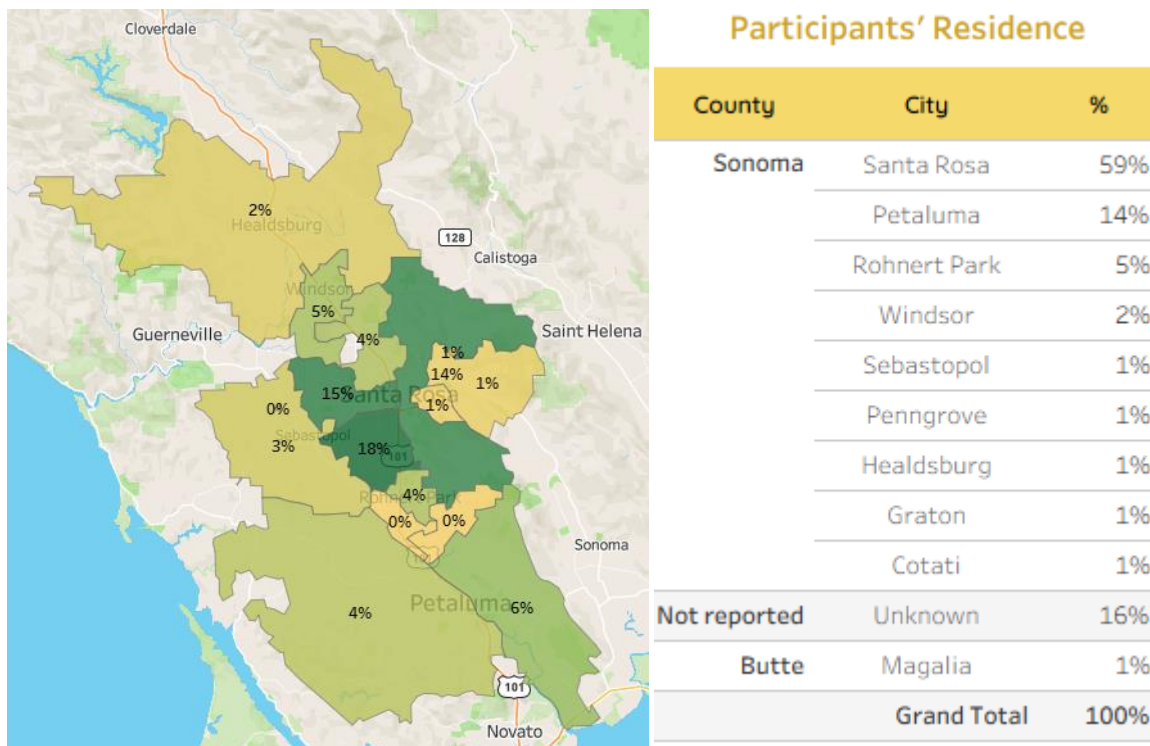 Cloverdale
2%
Healdsburg
128
Calistoga
Windsor
5%
Guerneville
4%
Saint Helena
1%
14%
1%
15%
Santa Rosa
1%
0%
Sebastopol
3%
18%
101
4%
Rohnert Park
0%
0%
101
Sonoma
4%
Petaluma
6%
101
Novato
Participants’ Residence
County City %
Sonoma Santa Rosa 59%
Petaluma 14%
Rohnert Park 5%
Windsor 2%
Sebastopol 1%
Penngrove 1%
Healdsburg 1%
Graton 1%
Cotati 1%
Not reported Unknown 16%
Butte Magalia 1%
Grand Total 100%